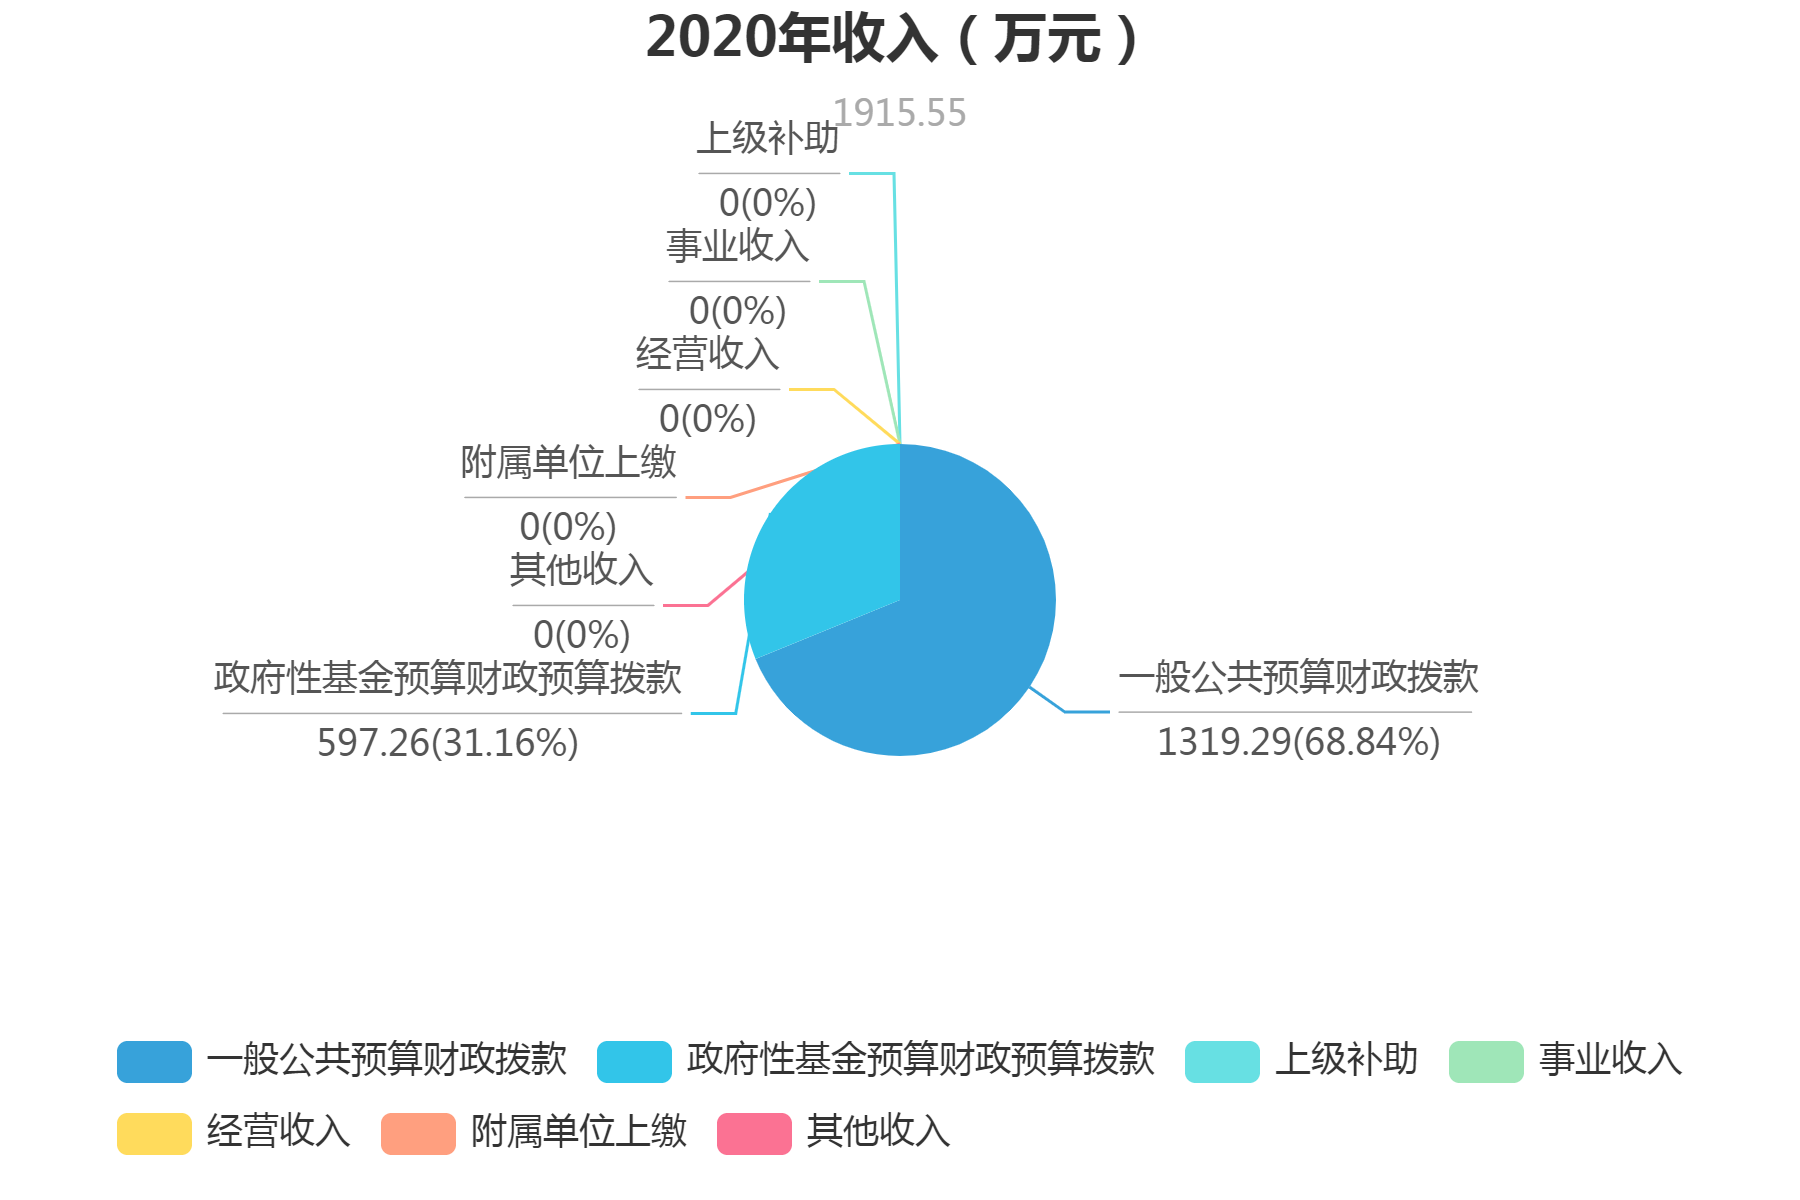 2020年收入（万元）
1915.55
上级补助
0(0%)
事业收入
0(0%)
经营收入
0(0%)
附属单位上缴
0(0%)
其他收入
0(0%)
政府性基金预算财政预算拨款
597.26(31.16%)
一般公共预算财政拨款
1319.29(68.84%)
一般公共预算财政拨款 政府性基金预算财政预算拨款 上级补助 事业收入
经营收入 附属单位上缴 其他收入